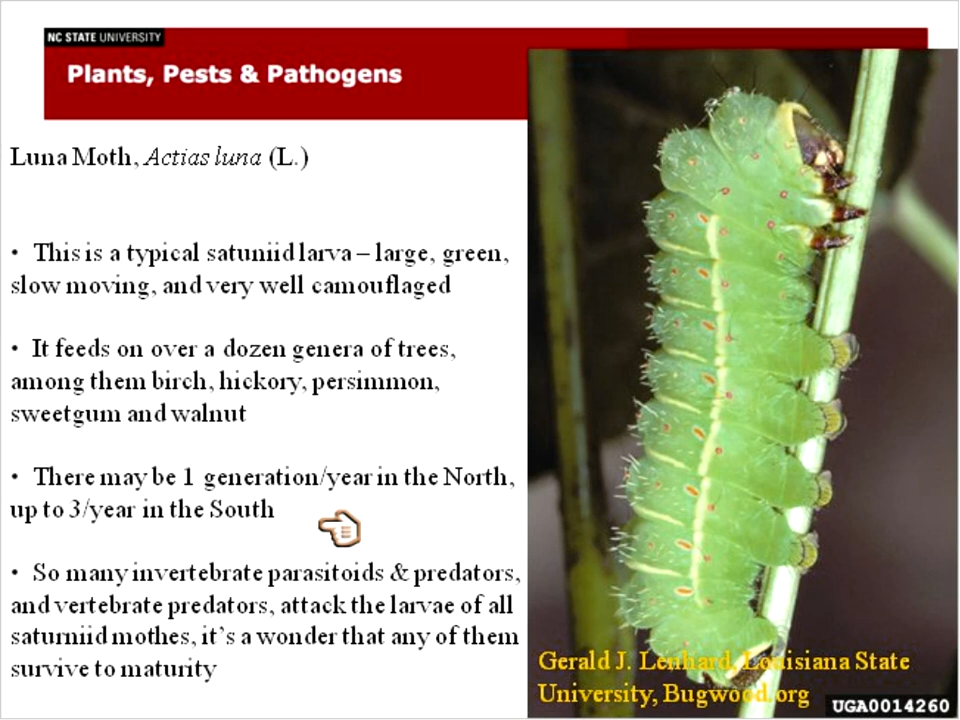 NC STATE UNIVERSITY
Plants, Pests & Pathogens
Luna Moth, Actias luna (L.)
• This is a typical satuniid larva – large, green,
slow moving, and very well camouflaged
• It feeds on over a dozen genera of trees,
among them birch, hickory, persimmon,
sweetgum and walnut
• There may be 1 generation/year in the North,
up to 3/year in the South
• So many invertebrate parasitoids & predators,
and vertebrate predators, attack the larvae of all
saturniid mothes, it's a wonder that any of them
survive to maturity
Gerald J. Lenhard, Louisiana State
University, Bugwood.org
UGA0014260